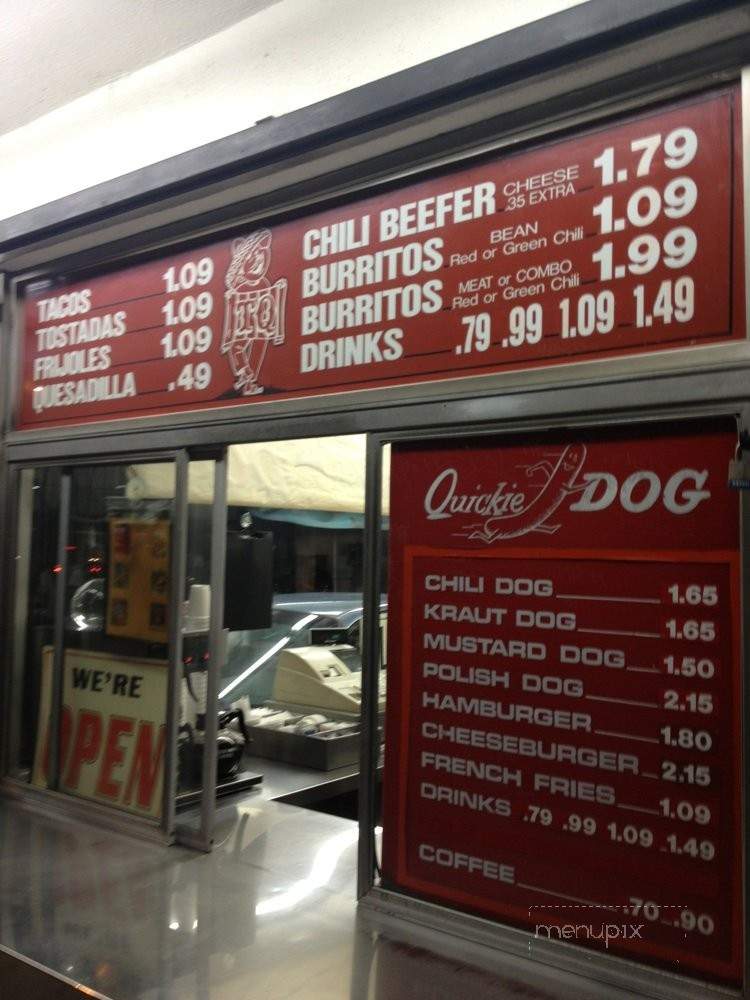 TACOS 1.09
TOSTADAS 1.09
FRIJOLES 1.09
QUESADILLA .49
CHILI BEEFER CHEESE .35 EXTRA 1.79
BURRITOS BEAN Red or Green Chili 1.09
BURRITOS MEAT or COMBO Red or Green Chili 1.99
DRINKS .79 .99 1.09 1.49
WE'RE
OPEN
Quickie DOG
CHILI DOG 1.65
KRAUT DOG 1.65
MUSTARD DOG 1.50
POLISH DOG 2.15
HAMBURGER 1.80
CHEESEBURGER 2.15
FRENCH FRIES 1.09
DRINKS .79 .99 1.09 1.49
COFFEE .70 .90
menupix